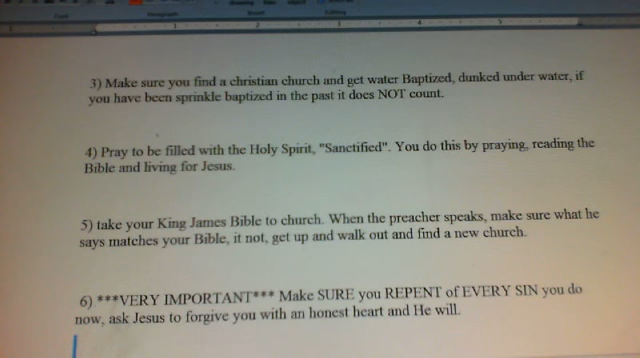 3) Make sure you find a christian church and get water Baptized, dunked under water, if
you have been sprinkle baptized in the past it does NOT count.
4) Pray to be filled with the Holy Spirit, "Sanctified". You do this by praying, reading the
Bible and living for Jesus.
5) take your King James Bible to church. When the preacher speaks, make sure what he
says matches your Bible, it not, get up and walk out and find a new church.
6) ***VERY IMPORTANT*** Make SURE you REPENT of EVERY SIN you do
now, ask Jesus to forgive you with an honest heart and He will.